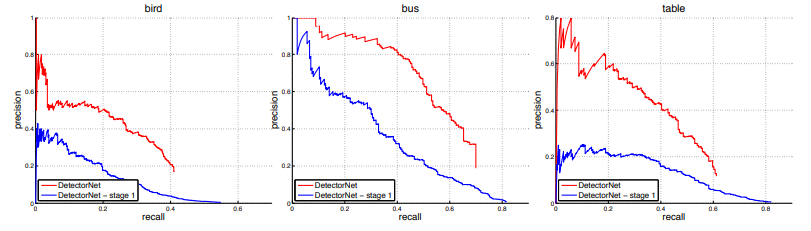 bird
precision
1
0.8
0.6
0.4
0.2
0
0 0.2 0.4 0.6
recall
DetectorNet
DetectorNet − stage 1
bus
precision
1
0.8
0.6
0.4
0.2
0
0 0.2 0.4 0.6 0.8
recall
DetectorNet
DetectorNet − stage 1
table
precision
0.8
0.6
0.4
0.2
0
0 0.2 0.4 0.6 0.8
recall
DetectorNet
DetectorNet − stage 1